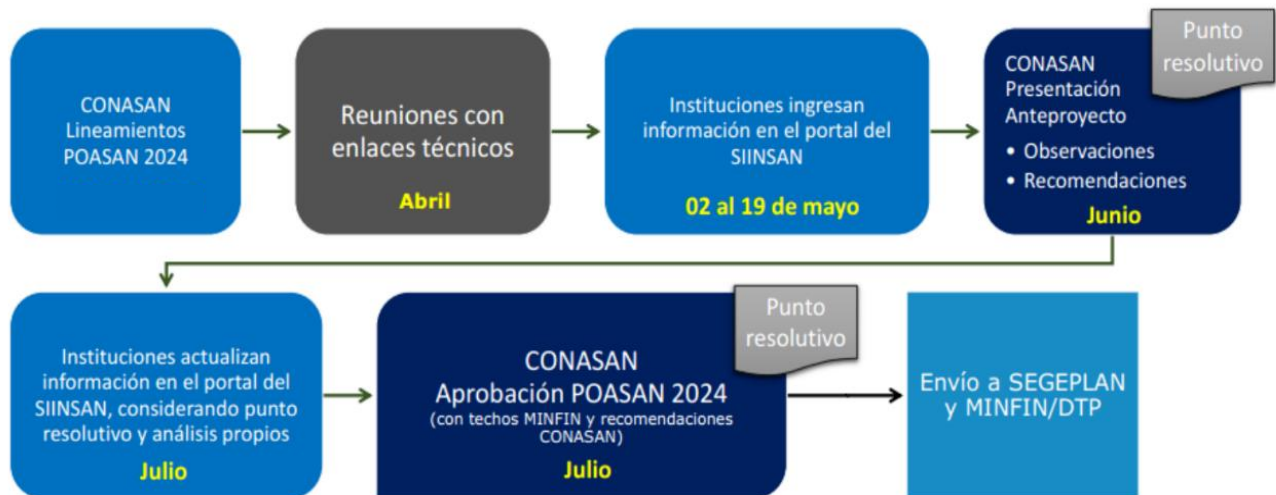 CONASAN
Lineamientos
POASAN 2024
Reuniones con
enlaces técnicos
Abril
Instituciones ingresan
información en el portal del
SIINSAN
02 al 19 de mayo
Punto
resolutivo
CONASAN
Presentación
Anteproyecto
• Observaciones
• Recomendaciones
Junio
Instituciones actualizan
información en el portal del
SIINSAN, considerando punto
resolutivo y análisis propios
Julio
Punto
resolutivo
CONASAN
Aprobación POASAN 2024
(con techos MINFIN y recomendaciones
CONASAN)
Julio
Envío a SEGEPLAN
y MINFIN/DTP